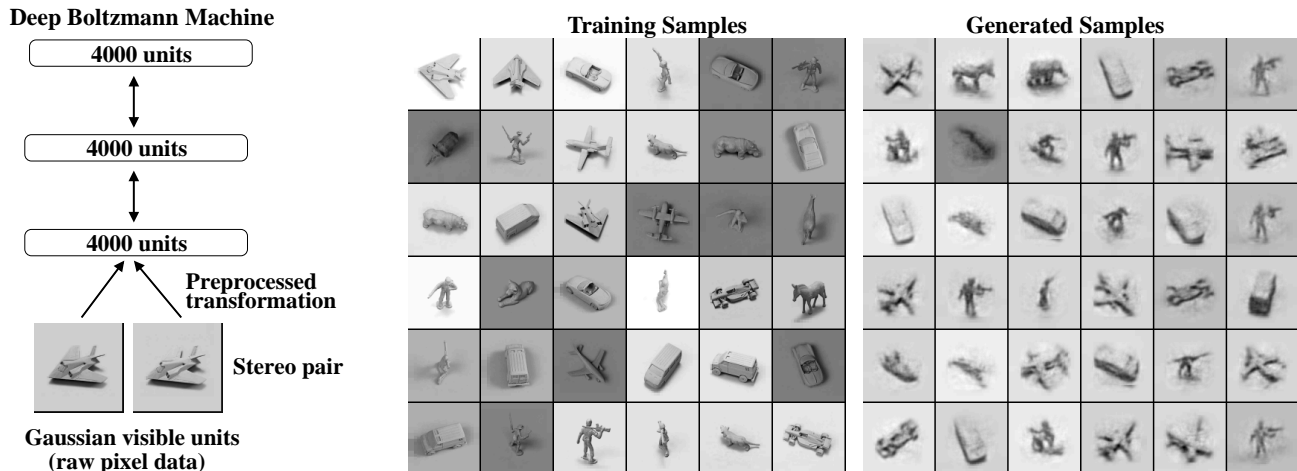 Deep Boltzmann Machine
4000 units
4000 units
4000 units
Preprocessed
transformation
Stereo pair
Gaussian visible units
(raw pixel data)
Training Samples
Generated Samples